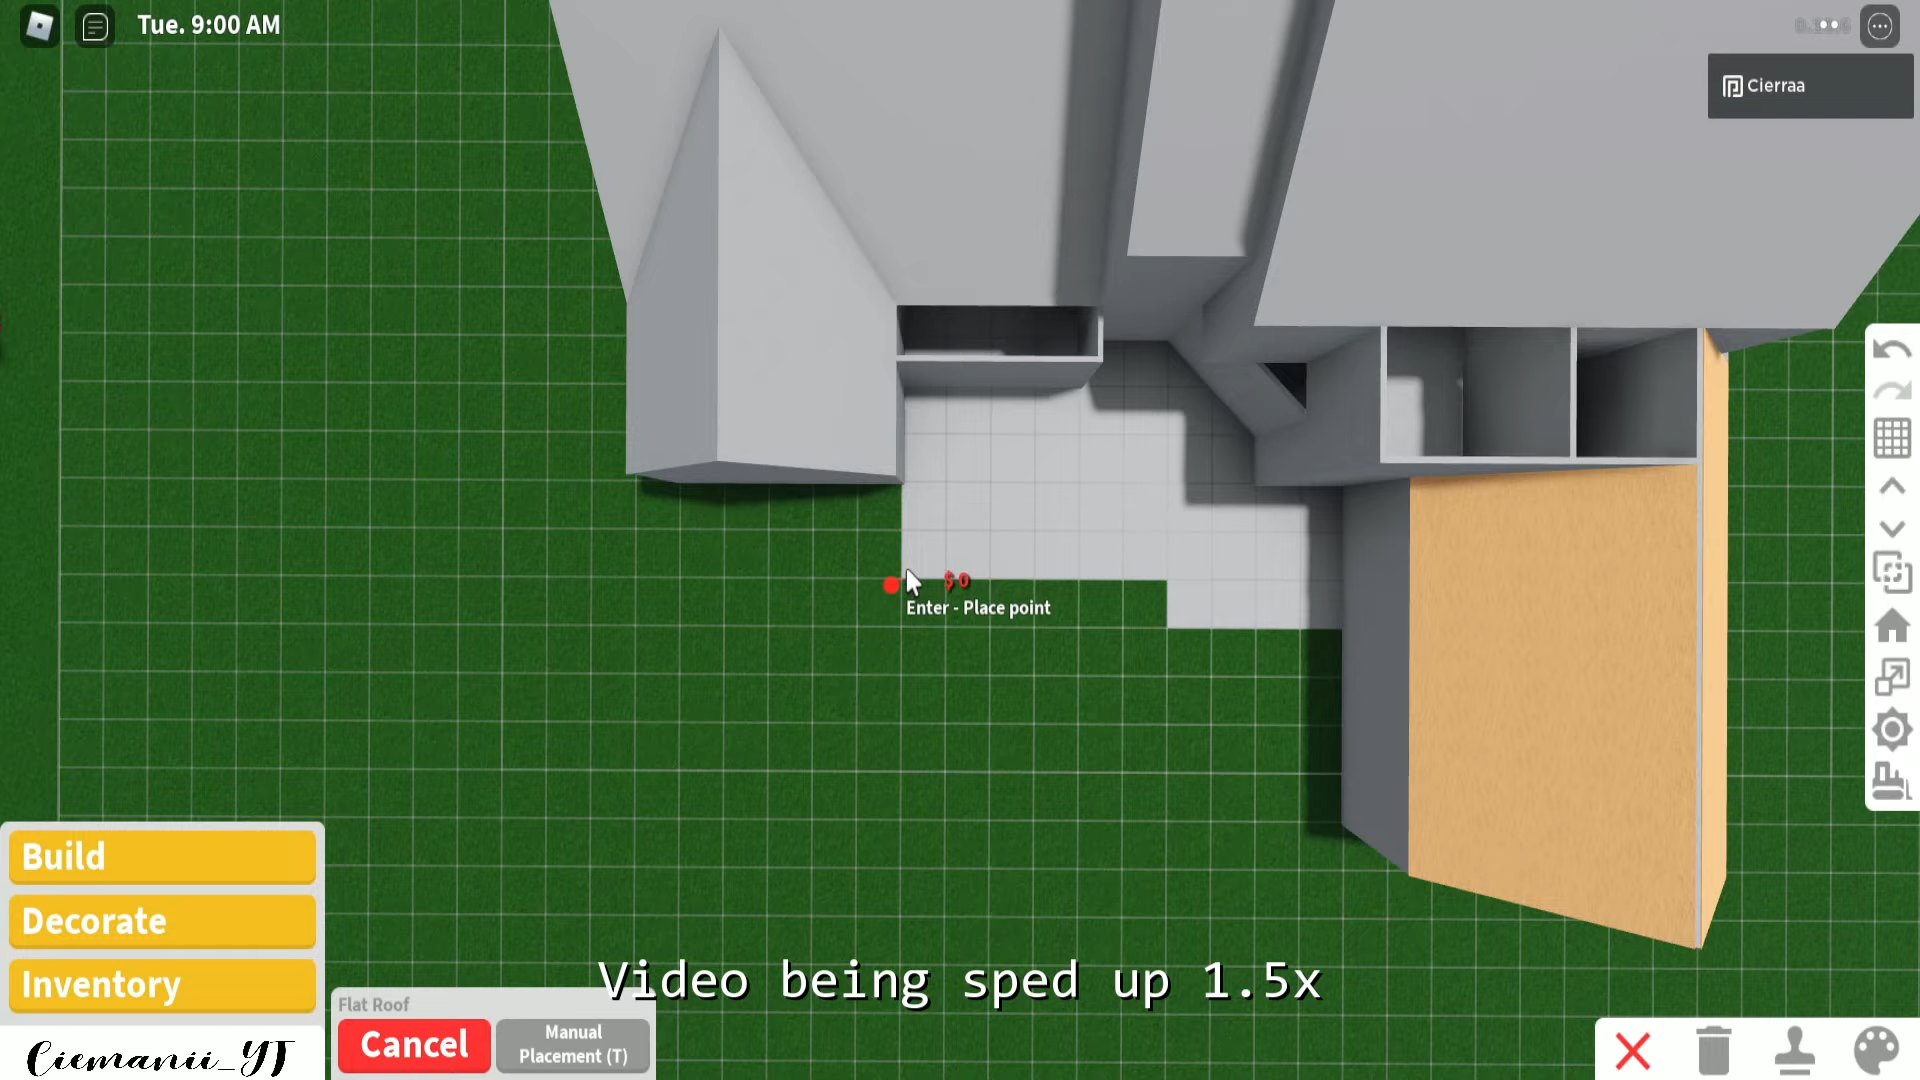 Tue. 9:00 AM
Cierraa
$ 0
Enter - Place point
Build
Decorate
Inventory
Video being sped up 1.5x
Flat Roof
Cancel
Manual
Placement (T)
Ciemanii_YT